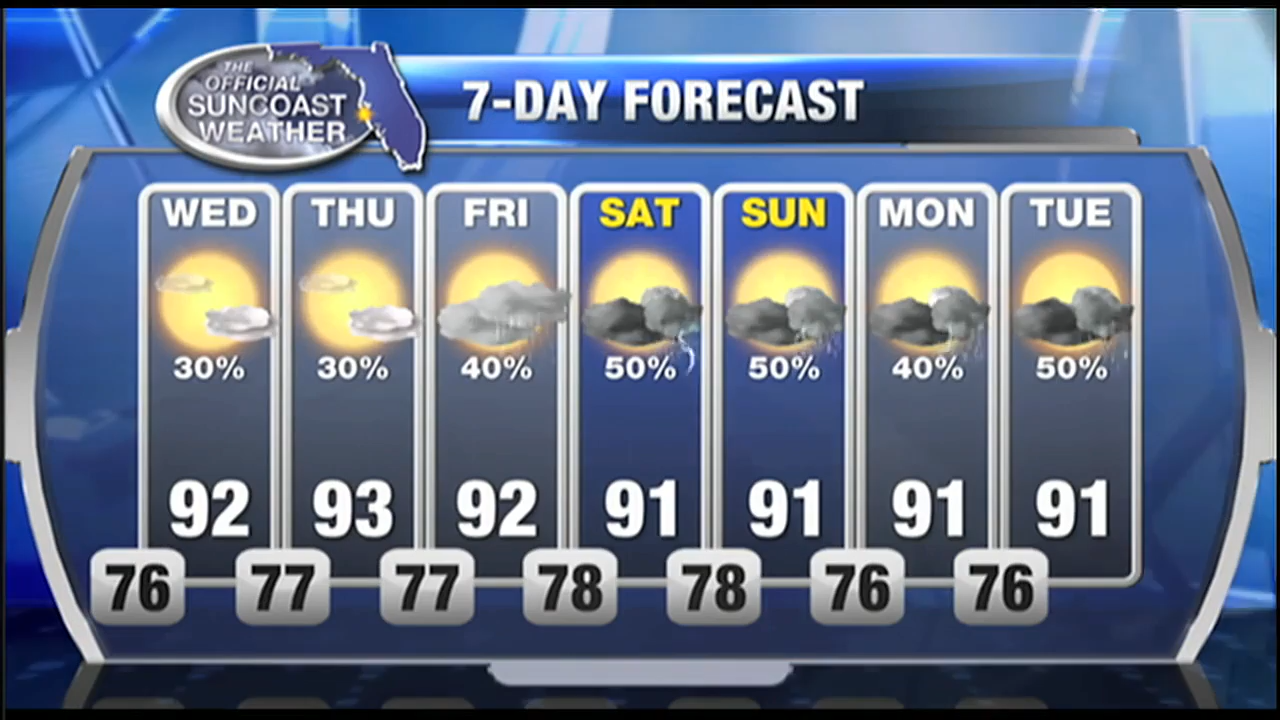 THE
OFFICIAL
SUNCOAST
WEATHER
7-DAY FORECAST
WED THU FRI SAT SUN MON TUE
30% 30% 40% 50% 50% 40% 50%
92 93 92 91 91 91 91
76 77 77 78 78 76 76